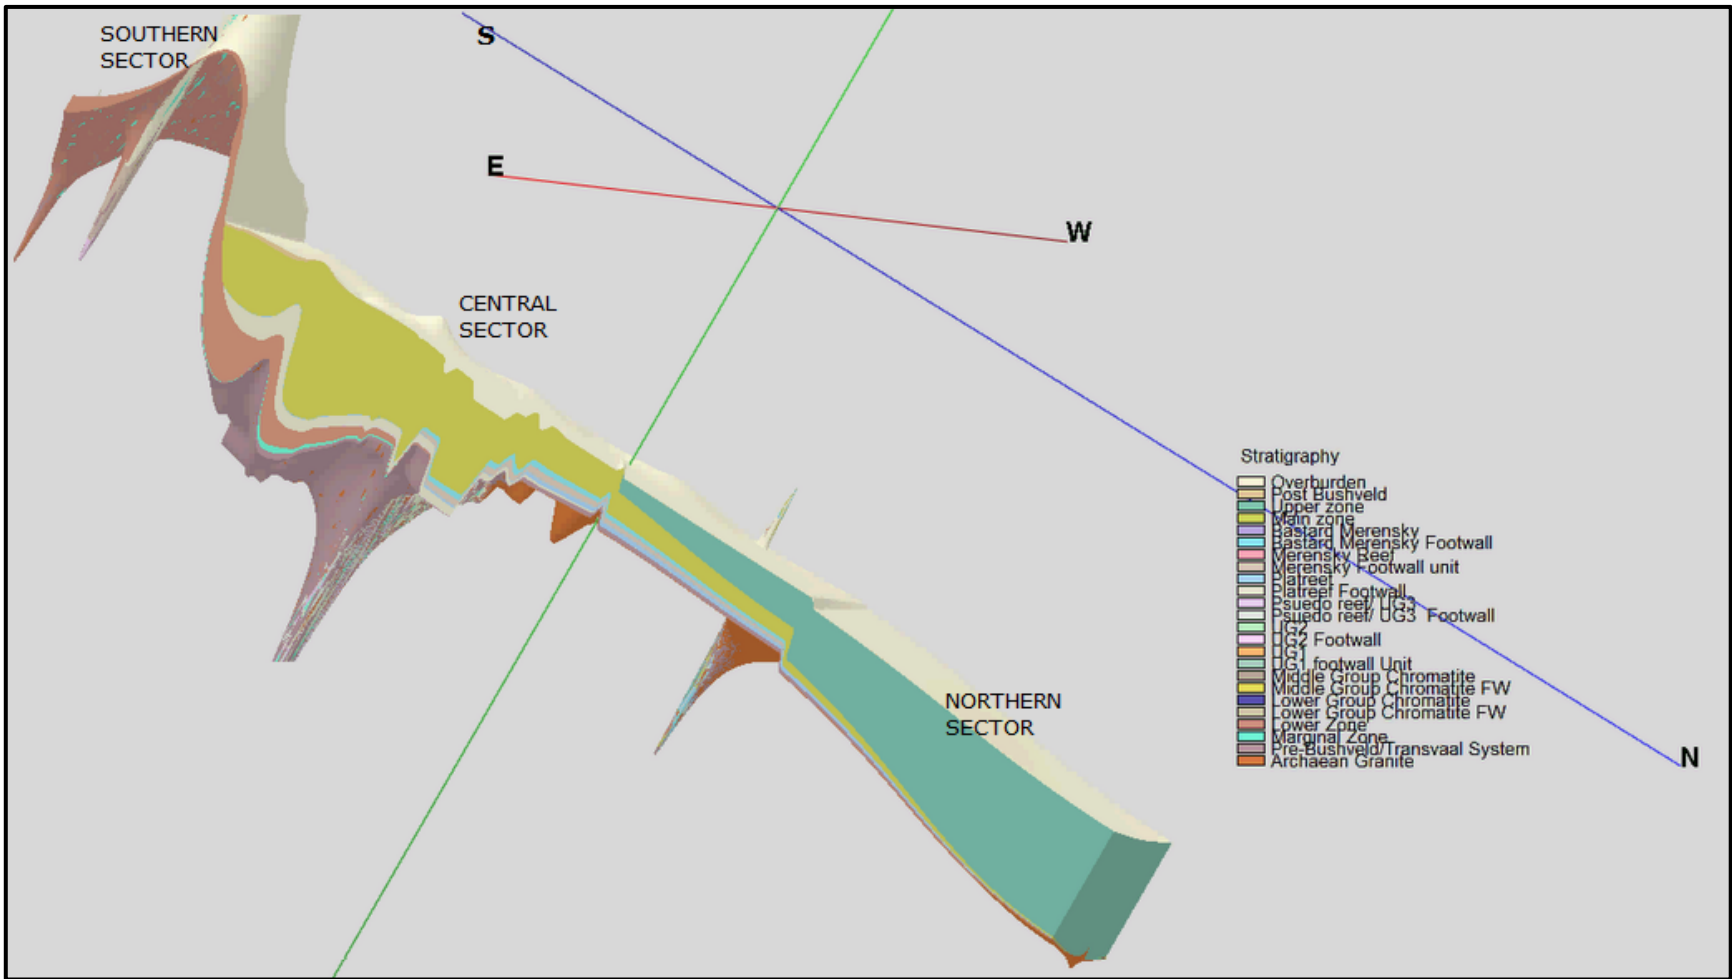 SOUTHERN
SECTOR
S
E
W
CENTRAL
SECTOR
NORTHERN
SECTOR
N
Stratigraphy
Overburden
Post Bushveld
Upper zone
Main zone
Bastard Merensky
Bastard Merensky Footwall
Merensky Reef
Merensky Footwall unit
Platreef
Platreef Footwall
Psuedo reef/ UG3
Psuedo reef/ UG3 Footwall
UG2
UG2 Footwall
UG1
UG1 footwall Unit
Middle Group Chromatite
Middle Group Chromatite FW
Lower Group Chromatite
Lower Group Chromatite FW
Lower Zone
Marginal Zone
Pre-Bushveld/Transvaal System
Archaean Granite